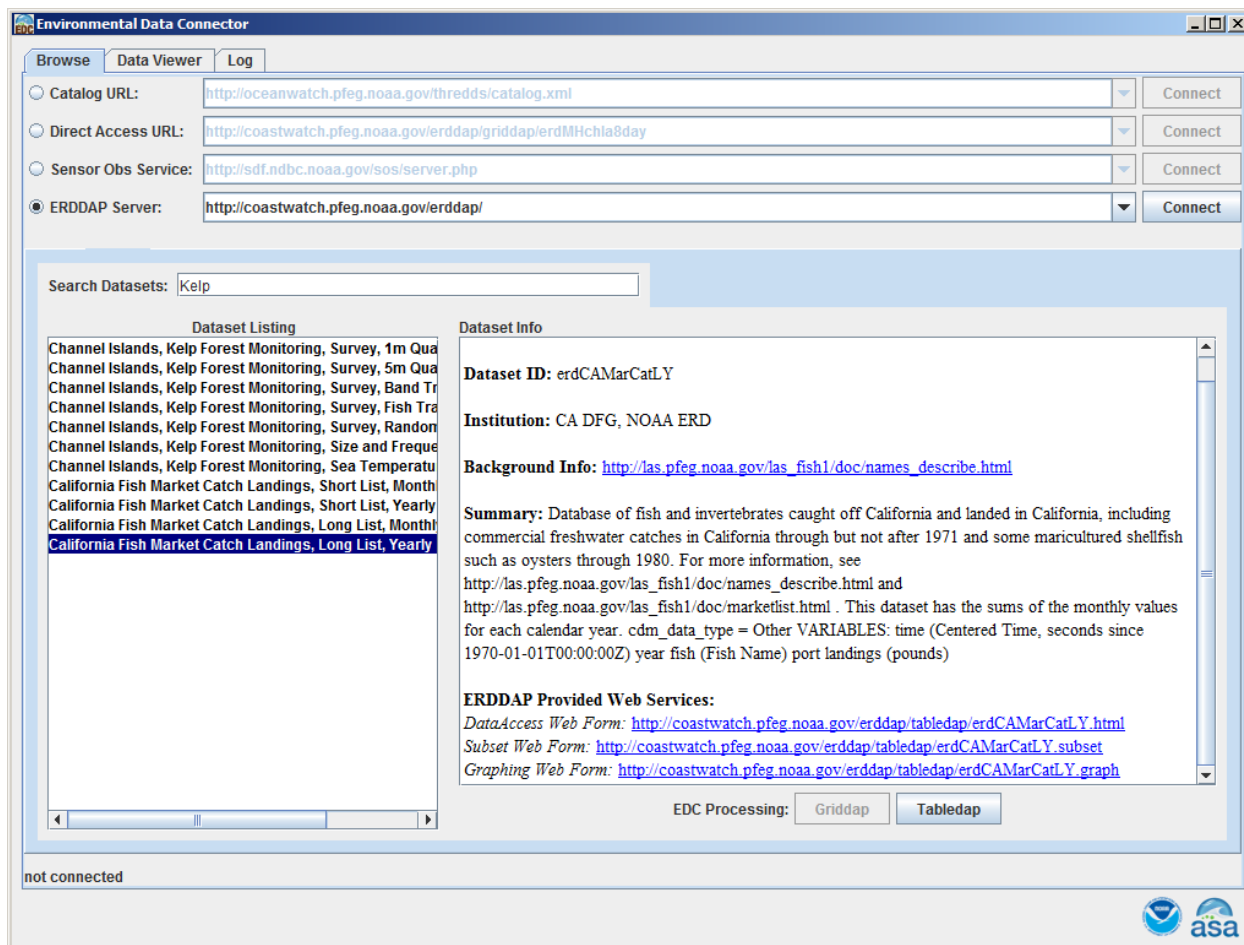 EDC Environmental Data Connector
Browse Data Viewer Log
Catalog URL: http://oceanwatch.pfeg.noaa.gov/thredds/catalog.xml Connect
Direct Access URL: http://coastwatch.pfeg.noaa.gov/erddap/griddap/erdMHchla8day Connect
Sensor Obs Service: http://sdf.ndbc.noaa.gov/sos/server.php Connect
ERDDAP Server: http://coastwatch.pfeg.noaa.gov/erddap/ Connect
Search Datasets: Kelp
Dataset Listing
Channel Islands, Kelp Forest Monitoring, Survey, 1m Qua
Channel Islands, Kelp Forest Monitoring, Survey, 5m Qua
Channel Islands, Kelp Forest Monitoring, Survey, Band Tr
Channel Islands, Kelp Forest Monitoring, Survey, Fish Tra
Channel Islands, Kelp Forest Monitoring, Survey, Random
Channel Islands, Kelp Forest Monitoring, Size and Freque
Channel Islands, Kelp Forest Monitoring, Sea Temperatu
California Fish Market Catch Landings, Short List, Month
California Fish Market Catch Landings, Short List, Yearly
California Fish Market Catch Landings, Long List, Monthl
California Fish Market Catch Landings, Long List, Yearly
Dataset Info
Dataset ID: erdCAMarCatLY
Institution: CA DFG, NOAA ERD
Background Info: http://las.pfeg.noaa.gov/las_fish1/doc/names_describe.html
Summary: Database of fish and invertebrates caught off California and landed in California, including
commercial freshwater catches in California through but not after 1971 and some maricultured shellfish
such as oysters through 1980. For more information, see
http://las.pfeg.noaa.gov/las_fish1/doc/names_describe.html and
http://las.pfeg.noaa.gov/las_fish1/doc/marketlist.html . This dataset has the sums of the monthly values
for each calendar year. cdm_data_type = Other VARIABLES: time (Centered Time, seconds since
1970-01-01T00:00:00Z) year fish (Fish Name) port landings (pounds)
ERDDAP Provided Web Services:
DataAccess Web Form: http://coastwatch.pfeg.noaa.gov/erddap/tabledap/erdCAMarCatLY.html
Subset Web Form: http://coastwatch.pfeg.noaa.gov/erddap/tabledap/erdCAMarCatLY.subset
Graphing Web Form: http://coastwatch.pfeg.noaa.gov/erddap/tabledap/erdCAMarCatLY.graph
EDC Processing: Griddap Tabledap
not connected
asa